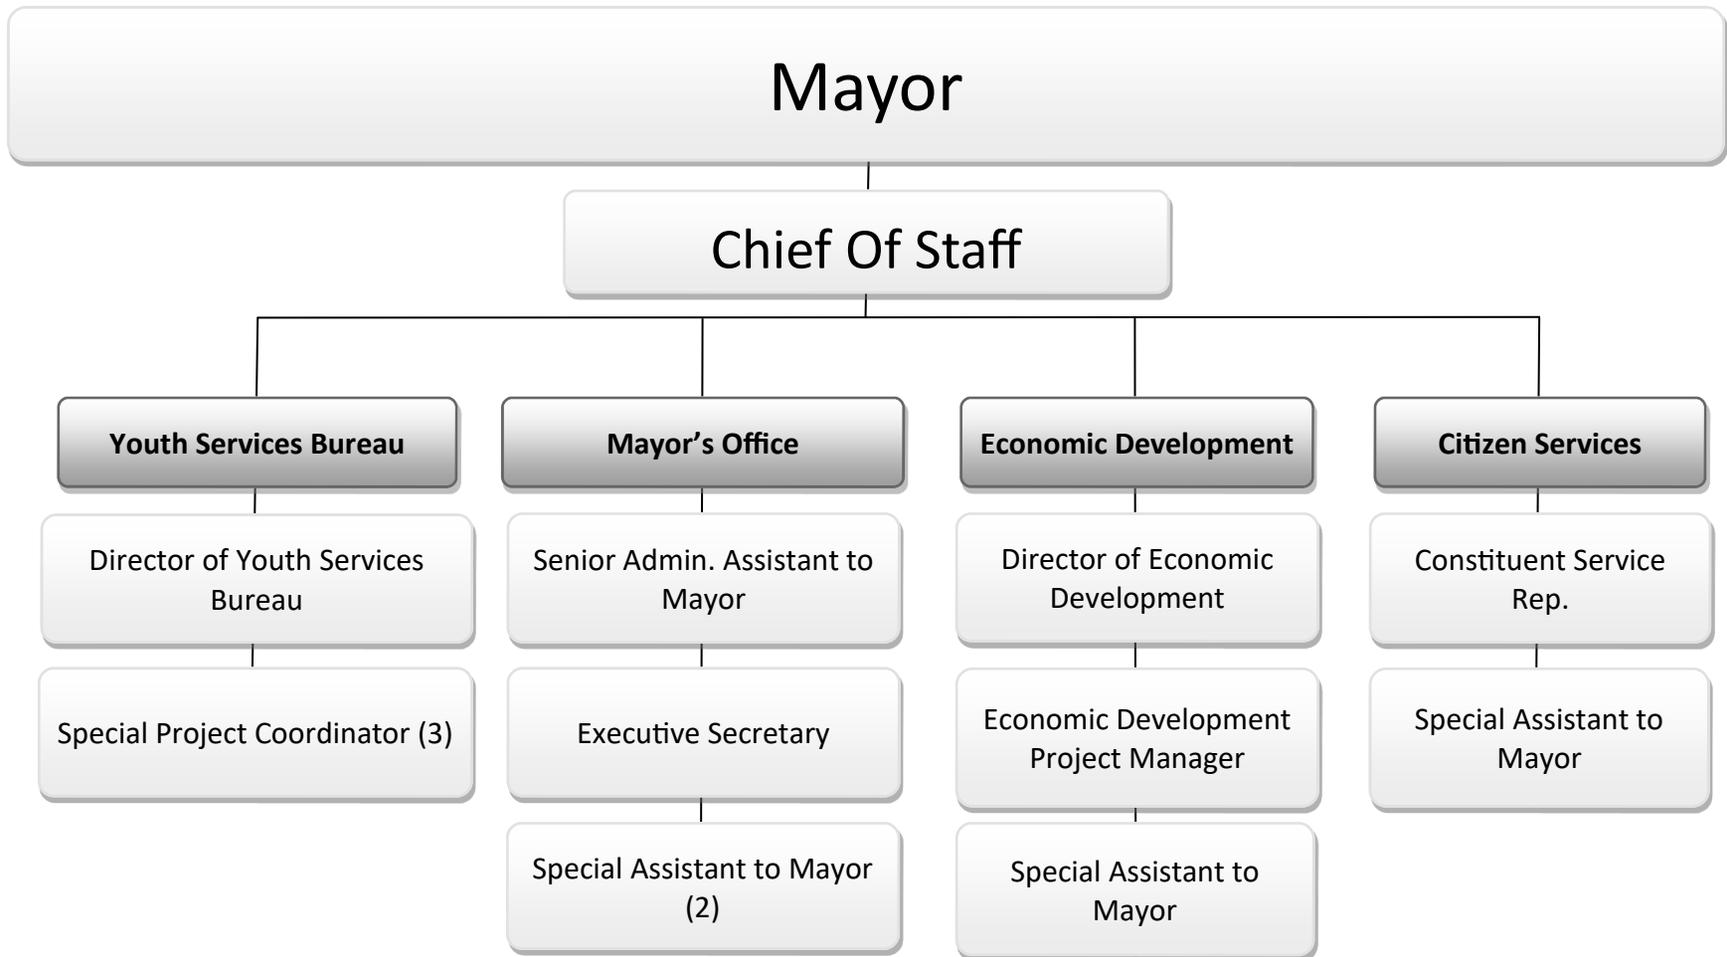 Mayor
Chief Of Staff
Youth Services Bureau
Mayor’s Office
Economic Development
Citizen Services
Director of Youth Services
Bureau
Senior Admin. Assistant to
Mayor
Director of Economic
Development
Constituent Service
Rep.
Special Project Coordinator (3)
Executive Secretary
Economic Development
Project Manager
Special Assistant to
Mayor
Special Assistant to Mayor
(2)
Special Assistant to
Mayor